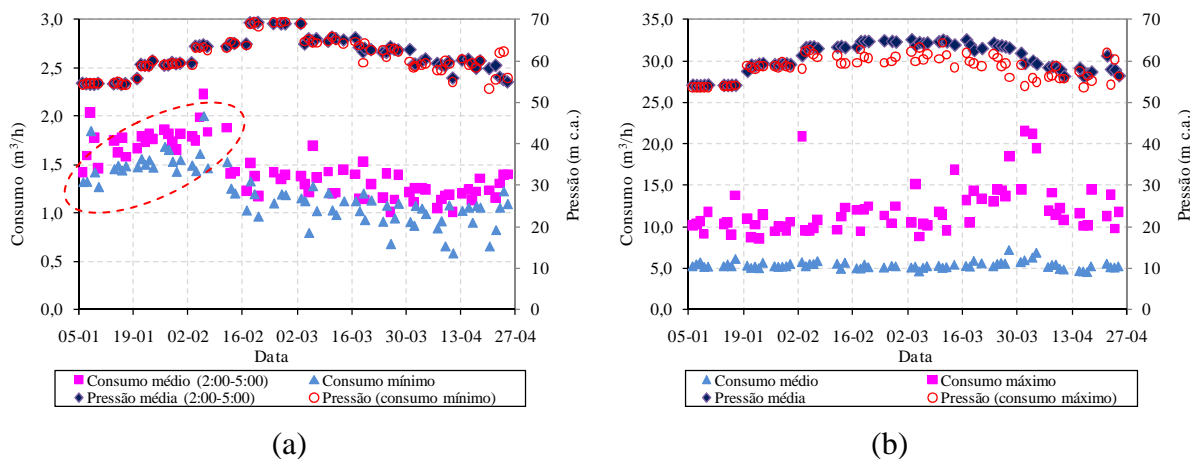 3,0
2,5
2,0
1,5
1,0
0,5
0,0
Consumo (m³/h)
70
60
50
40
30
20
10
0
Pressão (m c.a.)
05-01 19-01 02-02 16-02 02-03 16-03 30-03 13-04 27-04
Data
Consumo médio (2:00-5:00) Consumo mínimo
Pressão média (2:00-5:00) Pressão (consumo mínimo)
(a)
35,0
30,0
25,0
20,0
15,0
10,0
5,0
0,0
Consumo (m³/h)
70
60
50
40
30
20
10
0
Pressão (m c.a.)
05-01 19-01 02-02 16-02 02-03 16-03 30-03 13-04 27-04
Data
Consumo médio Consumo máximo
Pressão média Pressão (consumo máximo)
(b)